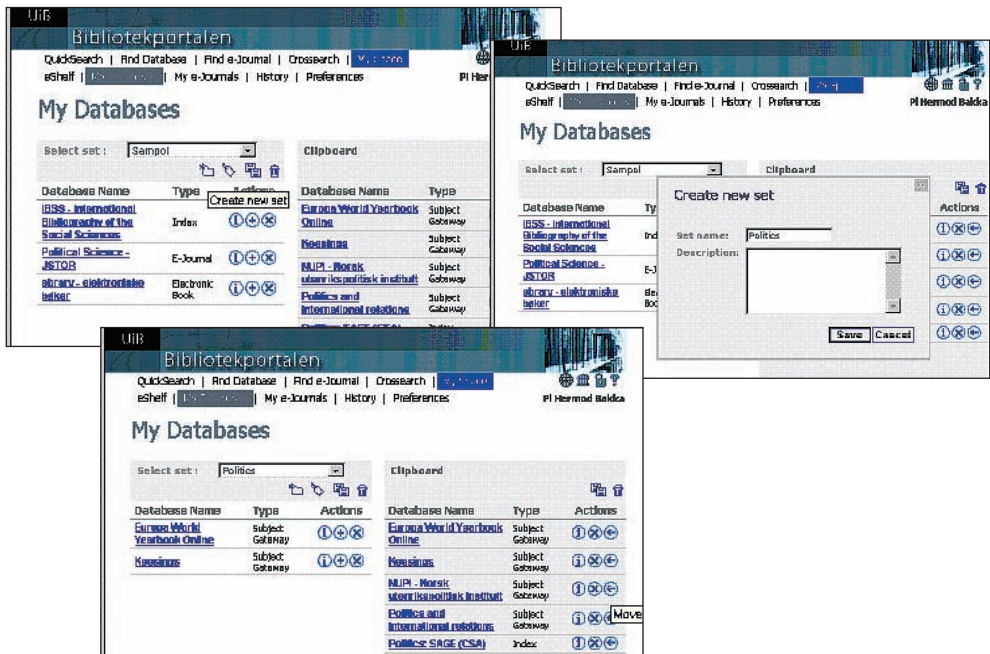 UiB
Bibliotekportalen
QuickSearch | Find Database | Find e-Journal | Crossearch |
eShelf | | My e-Journals | History | Preferences
Pl Her
My Databases
Select set : Sampol
Clipboard
Create new set
Database Name Type Actions
IBSS - International Bibliography of the Social Sciences
Index
Political Science - JSTOR
E-Journal
ebrary - elektroniske bøker
Electronic Book
Database Name Type
Europa World Yearbook Online
Subject Gateway
Keesings
Subject Gateway
NUPI - Norsk utenrikspolitisk institutt
Subject Gateway
Politics and International relations
Subject Gateway
Politics: SAGE (CSA) Index
UiB
Bibliotekportalen
QuickSearch | Find Database | Find e-Journal | Crossearch |
eShelf | | My e-Journals | History | Preferences
Pl Hermod Bakka
My Databases
Select set : Sampol
Clipboard
Database Name Ty
Actions
IBSS - International Bibliography of the Social Sciences
Ind
Political Science - JSTOR
E-J
ebrary - elektroniske bøker
Ele
Boo
Create new set
Set name: Politics
Description:
Save Cancel
UiB
Bibliotekportalen
QuickSearch | Find Database | Find e-Journal | Crossearch |
eShelf | | My e-Journals | History | Preferences
Pl Hermod Bakka
My Databases
Select set : Politics
Clipboard
Database Name Type Actions
Europa World Yearbook Online
Subject Gateway
Keesings
Subject Gateway
Database Name Type Actions
Europa World Yearbook Online
Subject Gateway
Keesings
Subject Gateway
NUPI - Norsk utenrikspolitisk institutt
Subject Gateway
Politics and International relations
Subject Gateway
Move
Politics: SAGE (CSA) Index